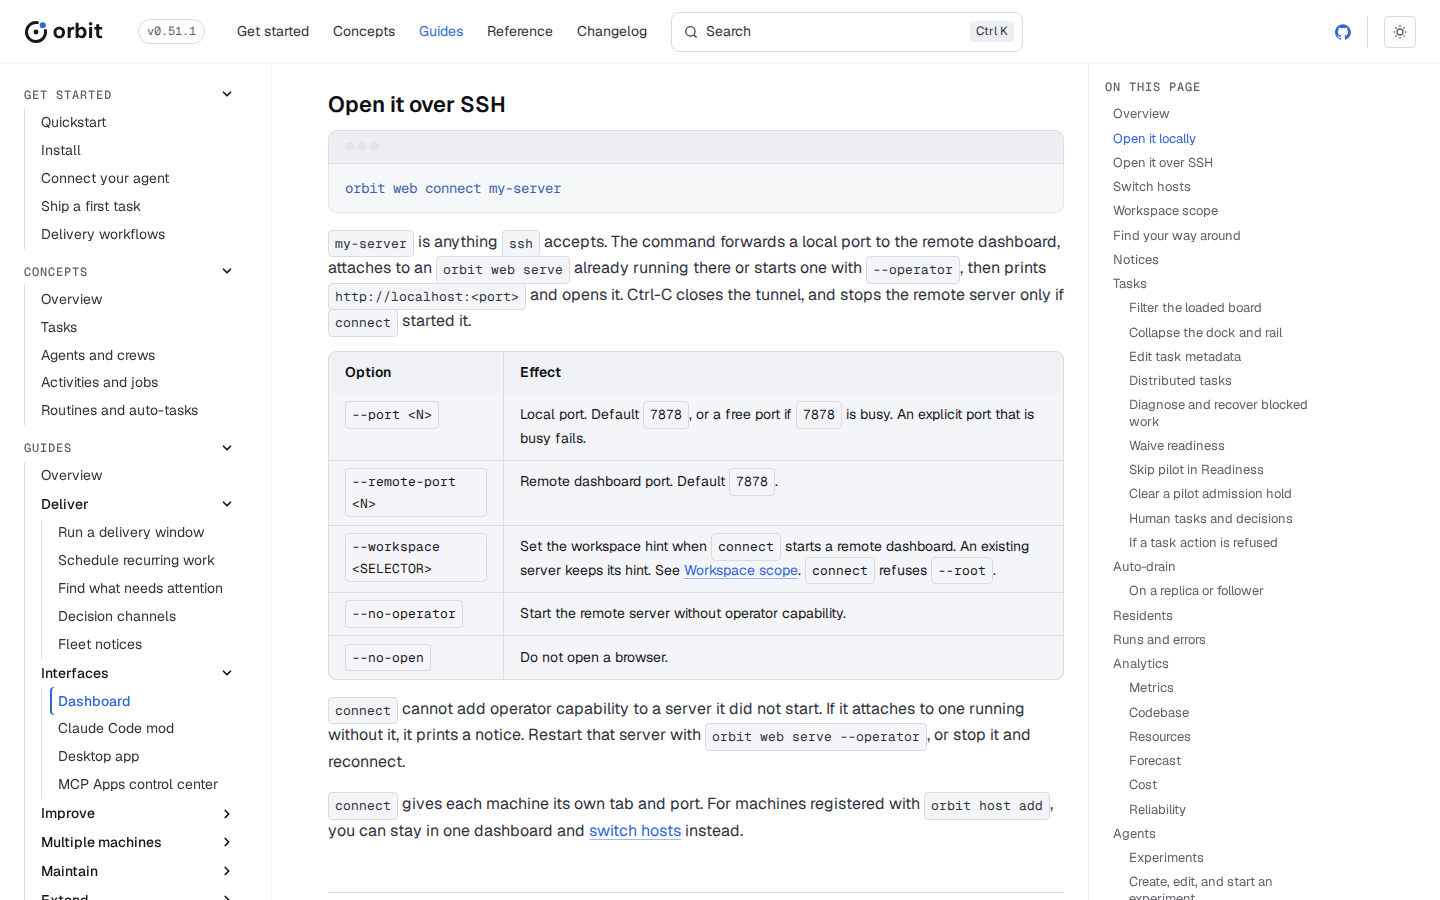 orbit
v0.51.1
Get started
Concepts
Guides
Reference
Changelog
Search
Ctrl K
GET STARTED
Quickstart
Install
Connect your agent
Ship a first task
Delivery workflows
CONCEPTS
Overview
Tasks
Agents and crews
Activities and jobs
Routines and auto-tasks
GUIDES
Overview
Deliver
Run a delivery window
Schedule recurring work
Find what needs attention
Decision channels
Fleet notices
Interfaces
Dashboard
Claude Code mod
Desktop app
MCP Apps control center
Improve
Multiple machines
Maintain
Extend
Open it over SSH
orbit web connect my-server
my-server is anything ssh accepts. The command forwards a local port to the remote dashboard,
attaches to an orbit web serve already running there or starts one with --operator, then prints
http://localhost:<port> and opens it. Ctrl-C closes the tunnel, and stops the remote server only if
connect started it.
Option Effect
--port <N> Local port. Default 7878, or a free port if 7878 is busy. An explicit port that is
busy fails.
--remote-port Remote dashboard port. Default 7878.
<N>
--workspace Set the workspace hint when connect starts a remote dashboard. An existing
<SELECTOR> server keeps its hint. See Workspace scope. connect refuses --root.
--no-operator Start the remote server without operator capability.
--no-open Do not open a browser.
connect cannot add operator capability to a server it did not start. If it attaches to one running
without it, it prints a notice. Restart that server with orbit web serve --operator, or stop it and
reconnect.
connect gives each machine its own tab and port. For machines registered with orbit host add,
you can stay in one dashboard and switch hosts instead.
ON THIS PAGE
Overview
Open it locally
Open it over SSH
Switch hosts
Workspace scope
Find your way around
Notices
Tasks
Filter the loaded board
Collapse the dock and rail
Edit task metadata
Distributed tasks
Diagnose and recover blocked
work
Waive readiness
Skip pilot in Readiness
Clear a pilot admission hold
Human tasks and decisions
If a task action is refused
Auto-drain
On a replica or follower
Residents
Runs and errors
Analytics
Metrics
Codebase
Resources
Forecast
Cost
Reliability
Agents
Experiments
Create, edit, and start an
experiment